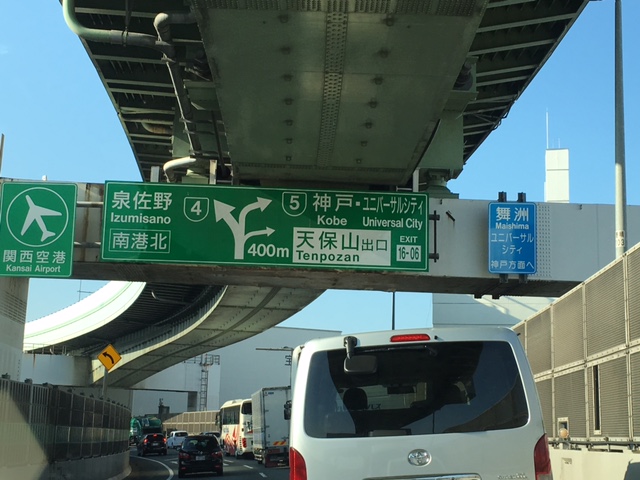 関西空港
Kansai Airport
泉佐野
Izumisano
南港北
4
5
神戸・ユニバーサルシティ
Kobe Universal City
400m
天保山出口
Tenpozan
EXIT
16-06
舞洲
Maishima
ユニバーサル
シティ
神戸方面へ